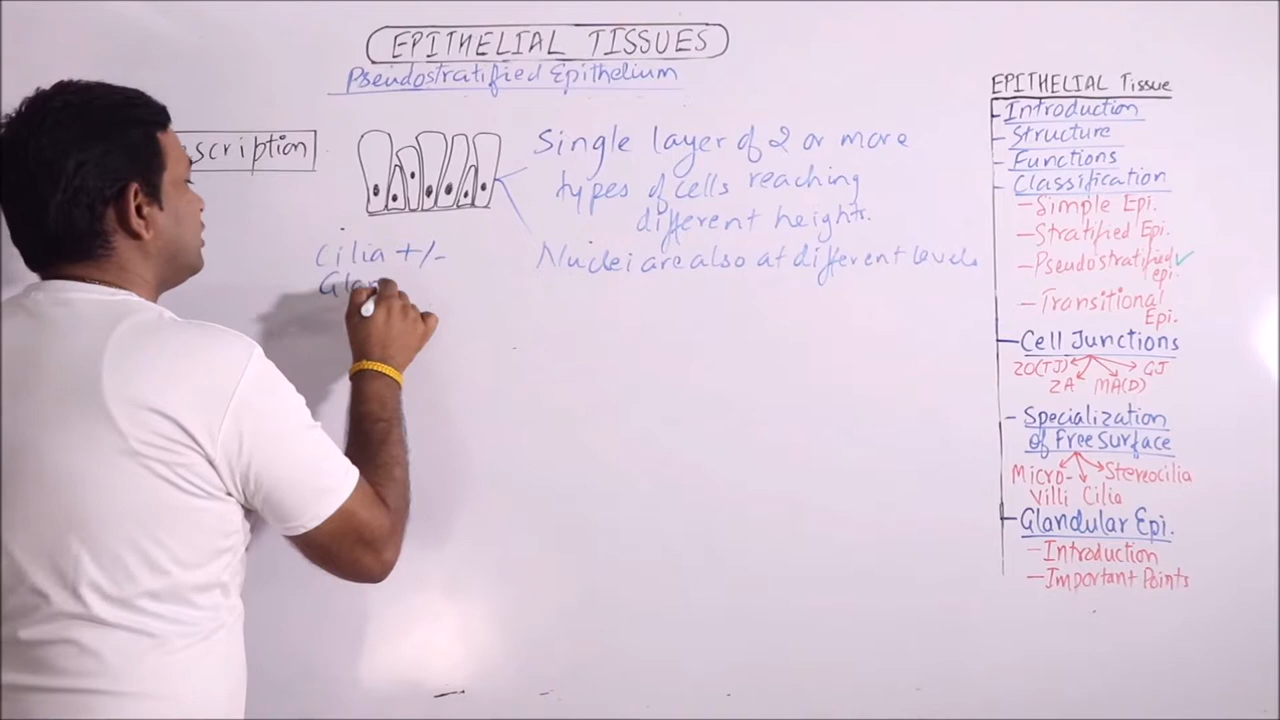 EPITHELIAL TISSUES
Pseudostratified Epithelium
scription
Single layer of 2 or more
types of cells reaching
different heights.
Nuclei are also at different levels
Cilia +/-
Glan
EPITHELIAL Tissue
- Introduction
- Structure
- Functions
- Classification
- Simple Epi.
- Stratified Epi.
- Pseudostratified ✓
epi.
- Transitional
Epi.
- Cell Junctions
ZO(TJ) GJ
ZA MA(D)
- Specialization
of Free Surface
Micro- Stereocilia
Villi Cilia
- Glandular Epi.
- Introduction
- Important Points